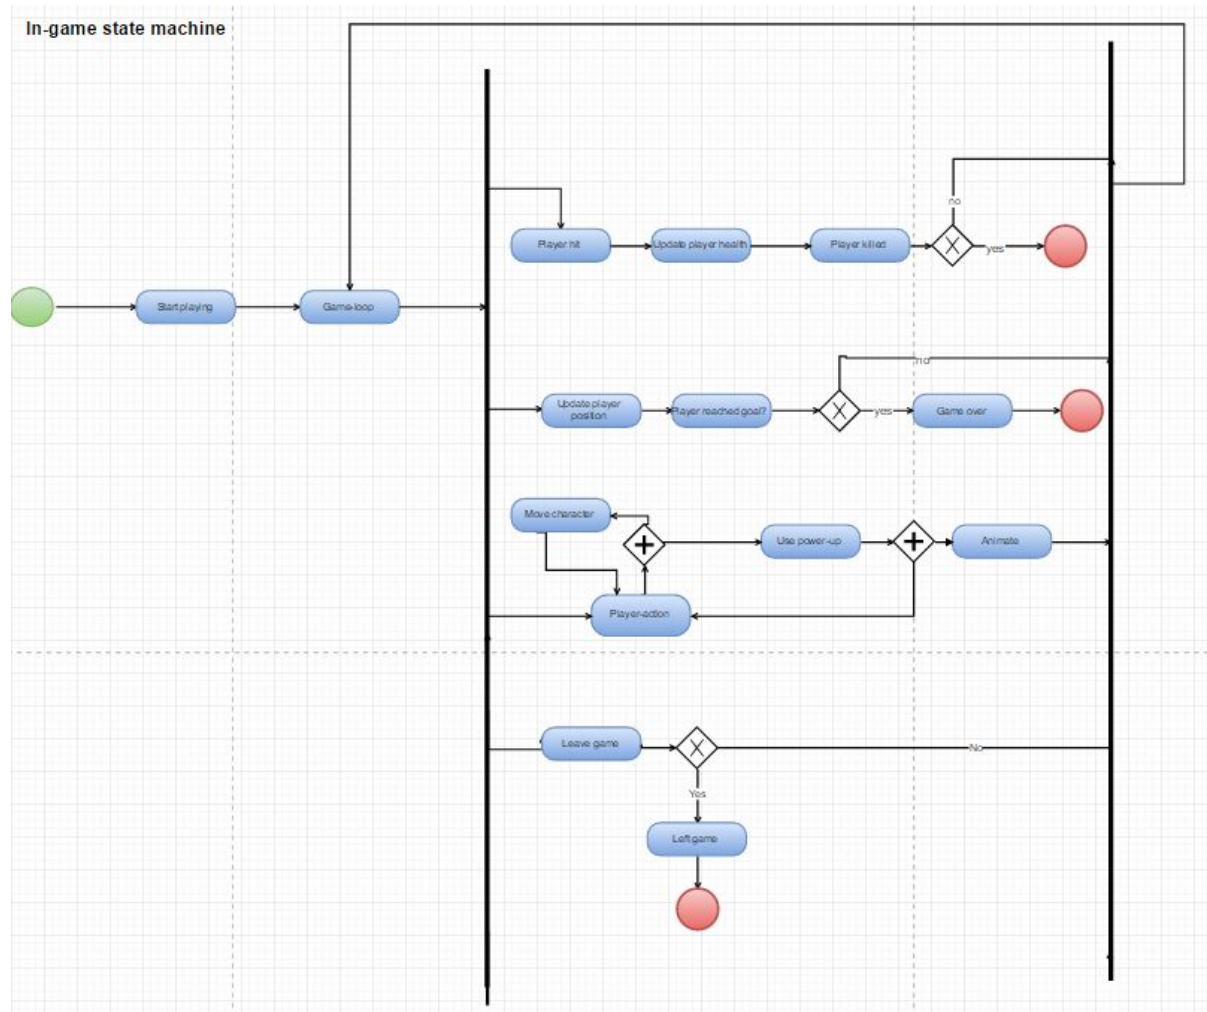 In-game state machine
no
Player hit
Update player health
Player killed
yes
Start playing
Game-loop
no
Update player
position
Player reached goal?
yes
Game over
Move character
Use power-up
Animate
Player-action
Leave game
No
Yes
Left game